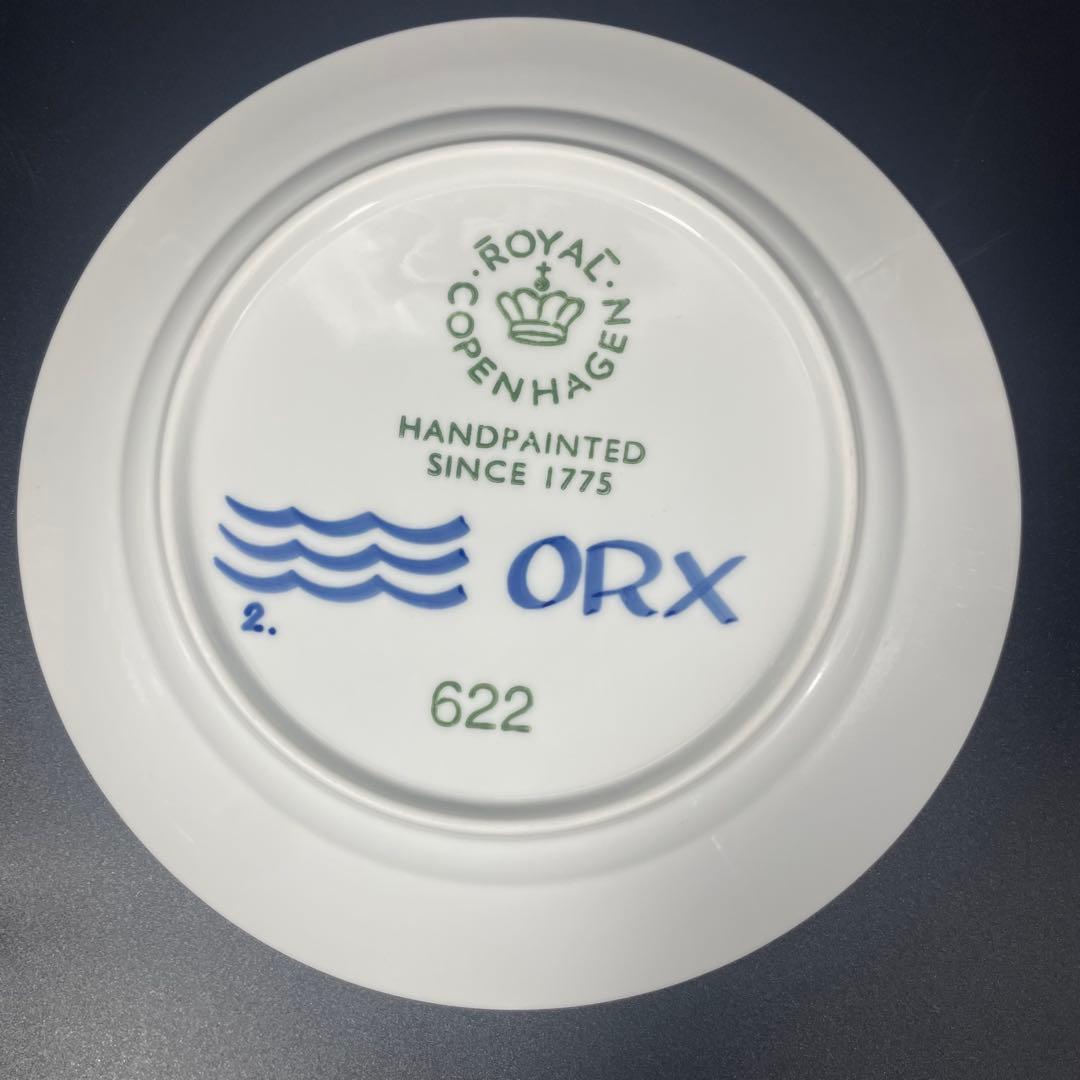 ROYAL
COPENHAGEN
HANDPAINTED
SINCE 1775
ORX
2.
622